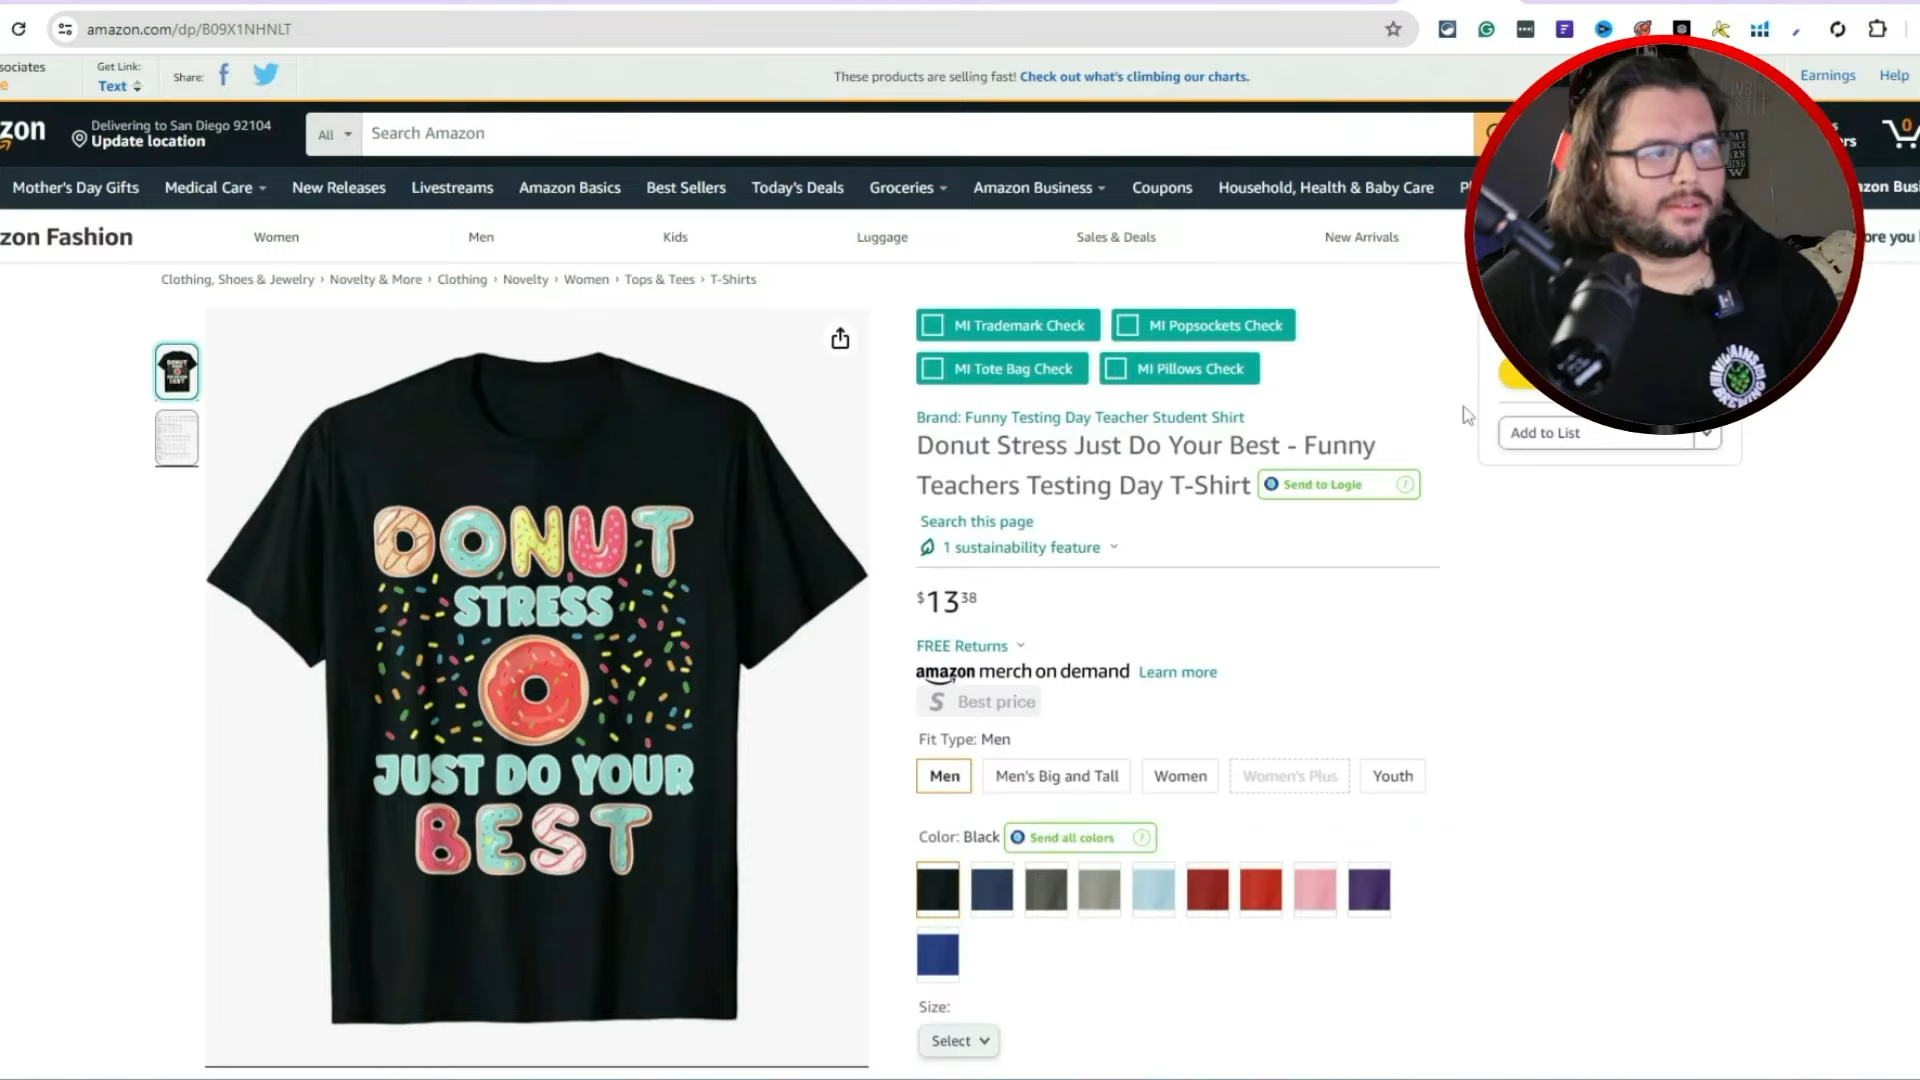 amazon.com/dp/B09X1NHNLT
sociates
Get Link:
Text
Share:
These products are selling fast! Check out what's climbing our charts.
Earnings
Help
zon
Delivering to San Diego 92104
Update location
All
Search Amazon
0
Mother's Day Gifts
Medical Care
New Releases
Livestreams
Amazon Basics
Best Sellers
Today's Deals
Groceries
Amazon Business
Coupons
Household, Health & Baby Care
zon Fashion
Women
Men
Kids
Luggage
Sales & Deals
New Arrivals
Clothing, Shoes & Jewelry › Novelty & More › Clothing › Novelty › Women › Tops & Tees › T-Shirts
MI Trademark Check
MI Popsockets Check
MI Tote Bag Check
MI Pillows Check
Brand: Funny Testing Day Teacher Student Shirt
Donut Stress Just Do Your Best - Funny
Teachers Testing Day T-Shirt
Send to Logie
Search this page
1 sustainability feature
$13 38
FREE Returns
amazon merch on demand Learn more
S Best price
Fit Type: Men
Men
Men's Big and Tall
Women
Women's Plus
Youth
Color: Black
Send all colors
Size:
Select
Add to List
DONUT
STRESS
JUST DO YOUR
BEST